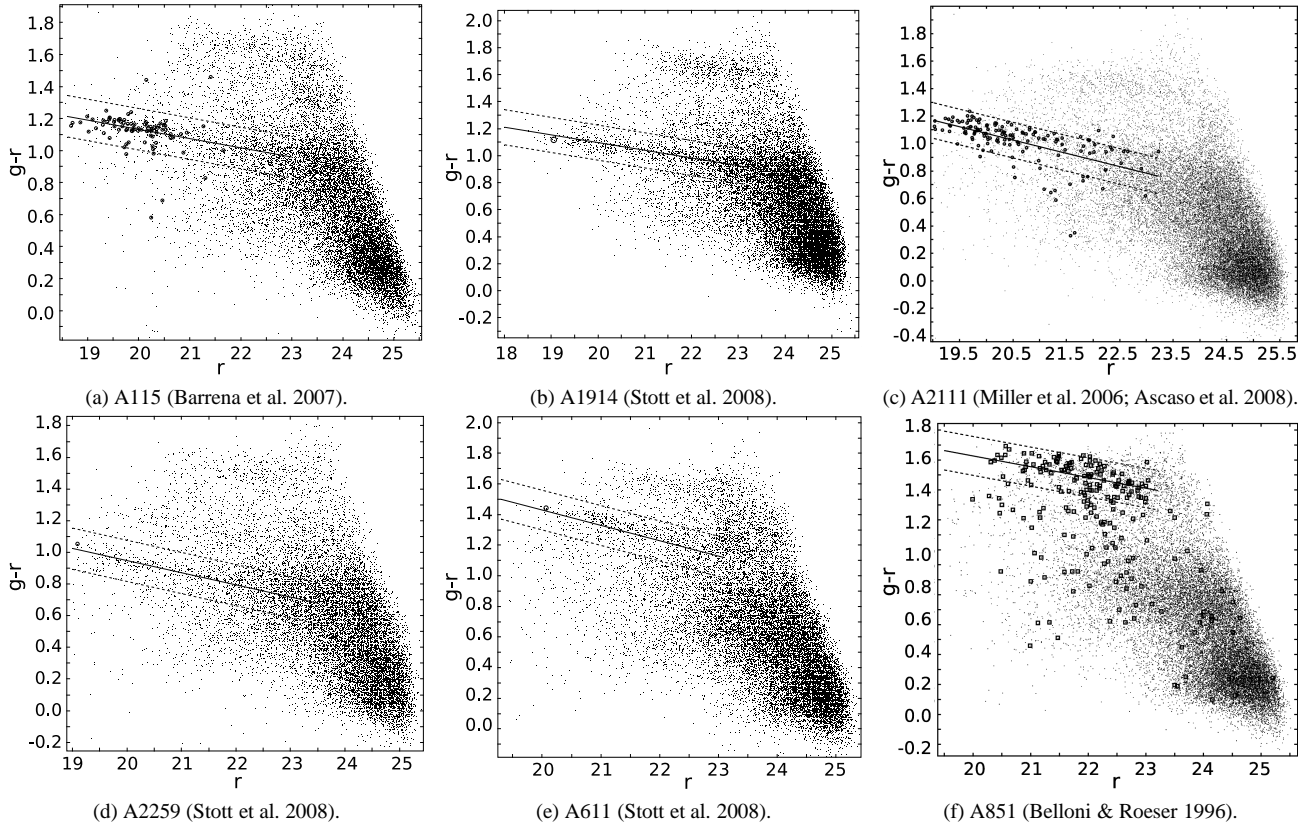 1.8
1.6
1.4
1.2
1.0
0.8
0.6
0.4
0.2
0.0
g-r
19 20 21 22 23 24 25
r
(a) A115 (Barrena et al. 2007).
2.0
1.8
1.6
1.4
1.2
1.0
0.8
0.6
0.4
0.2
0.0
-0.2
g-r
18 19 20 21 22 23 24 25
r
(b) A1914 (Stott et al. 2008).
2.0
1.8
1.6
1.4
1.2
1.0
0.8
0.6
0.4
0.2
0.0
-0.2
-0.4
g-r
19.5 20.5 21.5 22.5 23.5 24.5 25.5
r
(c) A2111 (Miller et al. 2006; Ascaso et al. 2008).
1.8
1.6
1.4
1.2
1.0
0.8
0.6
0.4
0.2
0.0
-0.2
g-r
19 20 21 22 23 24 25
r
(d) A2259 (Stott et al. 2008).
2.0
1.8
1.6
1.4
1.2
1.0
0.8
0.6
0.4
0.2
0.0
g-r
20 21 22 23 24 25
r
(e) A611 (Stott et al. 2008).
1.8
1.6
1.4
1.2
1.0
0.8
0.6
0.4
0.2
0.0
-0.2
g-r
20 21 22 23 24 25
r
(f) A851 (Belloni & Roeser 1996).